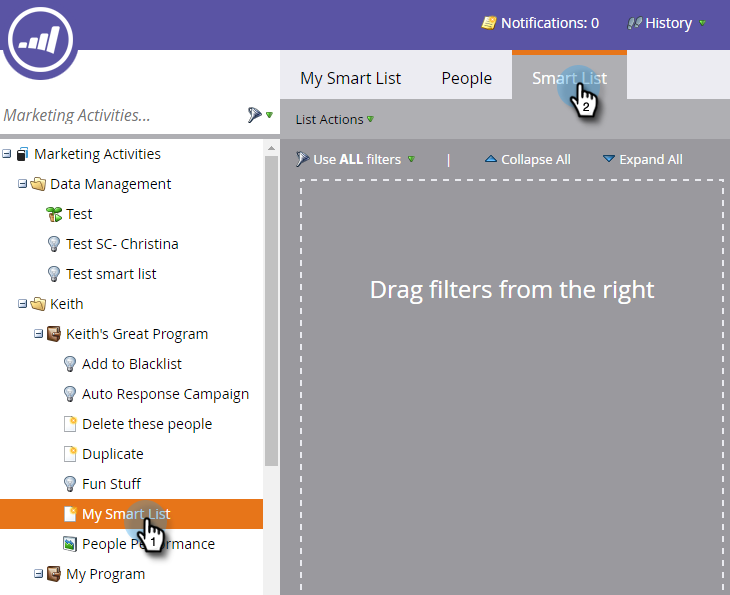 Notifications: 0 History
My Smart List People Smart List
2
Marketing Activities...
List Actions
Use ALL filters | Collapse All Expand All
Drag filters from the right
Marketing Activities
Data Management
Test
Test SC- Christina
Test smart list
Keith
Keith's Great Program
Add to Blacklist
Auto Response Campaign
Delete these people
Duplicate
Fun Stuff
My Smart List
1
People Performance
My Program